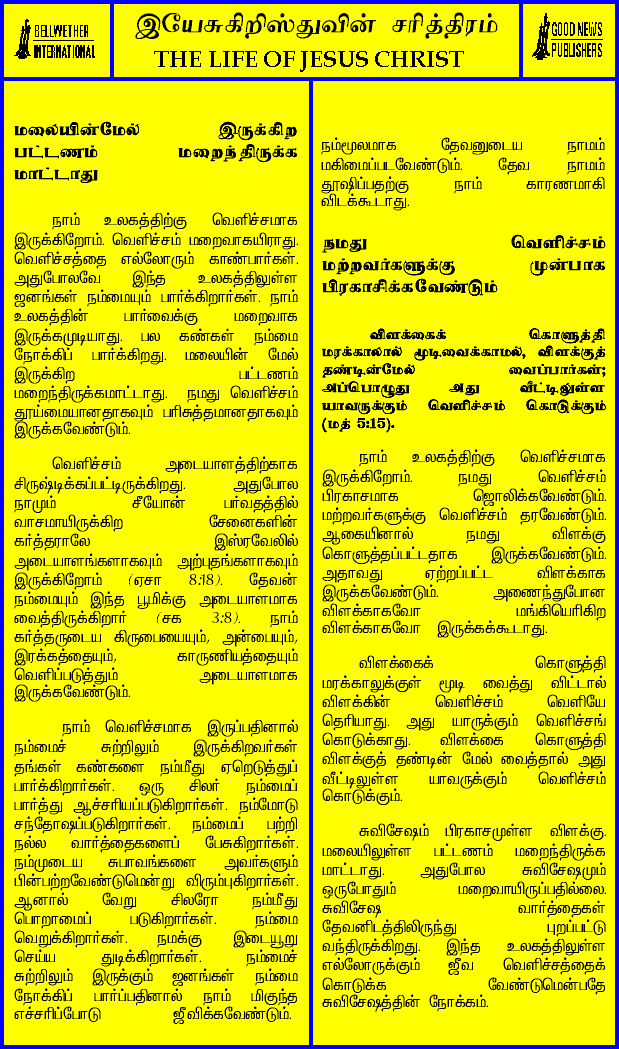 BELLWETHER
INTERNATIONAL
இயேசுகிறிஸ்துவின் சரித்திரம்
THE LIFE OF JESUS CHRIST
GOOD NEWS
PUBLISHERS
மலையின்மேல் இருக்கிற
பட்டணம் மறைந்திருக்க
மாட்டாது
நாம் உலகத்திற்கு வெளிச்சமாக
இருக்கிறோம். வெளிச்சம் மறைவாகயிராது.
வெளிச்சத்தை எல்லோரும் காண்பார்கள்.
அதுபோலவே இந்த உலகத்திலுள்ள
ஜனங்கள் நம்மையும் பார்க்கிறார்கள். நாம்
உலகத்தின் பார்வைக்கு மறைவாக
இருக்கமுடியாது. பல கண்கள் நம்மை
நோக்கிப் பார்க்கிறது. மலையின் மேல்
இருக்கிற பட்டணம்
மறைந்திருக்கமாட்டாது. நமது வெளிச்சம்
தூய்மையானதாகவும் பரிசுத்தமானதாகவும்
இருக்கவேண்டும்.
வெளிச்சம் அடையாளத்திற்காக
சிருஷ்டிக்கப்பட்டிருக்கிறது. அதுபோல
நாமும் சீயோன் பர்வதத்தில்
வாசமாயிருக்கிற சேனைகளின்
கர்த்தராலே இஸ்ரவேலில்
அடையாளங்களாகவும் அற்புதங்களாகவும்
இருக்கிறோம் (ஏசா 8:18). தேவன்
நம்மையும் இந்த பூமிக்கு அடையாளமாக
வைத்திருக்கிறார் (சக 3:8). நாம்
கர்த்தருடைய கிருபையையும், அன்பையும்,
இரக்கத்தையும், காருணியத்தையும்
வெளிப்படுத்தும் அடையாளமாக
இருக்கவேண்டும்.
நாம் வெளிச்சமாக இருப்பதினால்
நம்மைச் சுற்றிலும் இருக்கிறவர்கள்
தங்கள் கண்களை நம்மீது ஏறெடுத்துப்
பார்க்கிறார்கள். ஒரு சிலர் நம்மைப்
பார்த்து ஆச்சரியப்படுகிறார்கள். நம்மோடு
சந்தோஷப்படுகிறார்கள். நம்மைப் பற்றி
நல்ல வார்த்தைகளைப் பேசுகிறார்கள்.
நம்முடைய சுபாவங்களை அவர்களும்
பின்பற்றவேண்டுமென்று விரும்புகிறார்கள்.
ஆனால் வேறு சிலரோ நம்மீது
பொறாமைப் படுகிறார்கள். நம்மை
வெறுக்கிறார்கள். நமக்கு இடையூறு
செய்ய துடிக்கிறார்கள். நம்மைச்
சுற்றிலும் இருக்கும் ஜனங்கள் நம்மை
நோக்கிப் பார்ப்பதினால் நாம் மிகுந்த
எச்சரிப்போடு ஜீவிக்கவேண்டும்.
நம்மூலமாக தேவனுடைய நாமம்
மகிமைப்படவேண்டும். தேவ நாமம்
தூஷிப்பதற்கு நாம் காரணமாகி
விடக்கூடாது.
நமது வெளிச்சம்
மற்றவர்களுக்கு முன்பாக
பிரகாசிக்கவேண்டும்
விளக்கைக் கொளுத்தி
மரக்காலால் மூடிவைக்காமல், விளக்குத்
தண்டின்மேல் வைப்பார்கள்;
அப்பொழுது அது வீட்டிலுள்ள
யாவருக்கும் வெளிச்சம் கொடுக்கும்
(மத் 5:15).
நாம் உலகத்திற்கு வெளிச்சமாக
இருக்கிறோம். நமது வெளிச்சம்
பிரகாசமாக ஜொலிக்கவேண்டும்.
மற்றவர்களுக்கு வெளிச்சம் தரவேண்டும்.
ஆகையினால் நமது விளக்கு
கொளுத்தப்பட்டதாக இருக்கவேண்டும்.
அதாவது ஏற்றப்பட்ட விளக்காக
இருக்கவேண்டும். அணைந்துபோன
விளக்காகவோ மங்கியெரிகிற
விளக்காகவோ இருக்கக்கூடாது.
விளக்கைக் கொளுத்தி
மரக்காலுக்குள் மூடி வைத்து விட்டால்
விளக்கின் வெளிச்சம் வெளியே
தெரியாது. அது யாருக்கும் வெளிச்சங்
கொடுக்காது. விளக்கை கொளுத்தி
விளக்குத் தண்டின் மேல் வைத்தால் அது
வீட்டிலுள்ள யாவருக்கும் வெளிச்சம்
கொடுக்கும்.
சுவிசேஷம் பிரகாசமுள்ள விளக்கு.
மலையிலுள்ள பட்டணம் மறைந்திருக்க
மாட்டாது. அதுபோல சுவிசேஷமும்
ஒருபோதும் மறைவாயிருப்பதில்லை.
சுவிசேஷ வார்த்தைகள்
தேவனிடத்திலிருந்து புறப்பட்டு
வந்திருக்கிறது. இந்த உலகத்திலுள்ள
எல்லோருக்கும் ஜீவ வெளிச்சத்தைக்
கொடுக்க வேண்டுமென்பதே
சுவிசேஷத்தின் நோக்கம்.